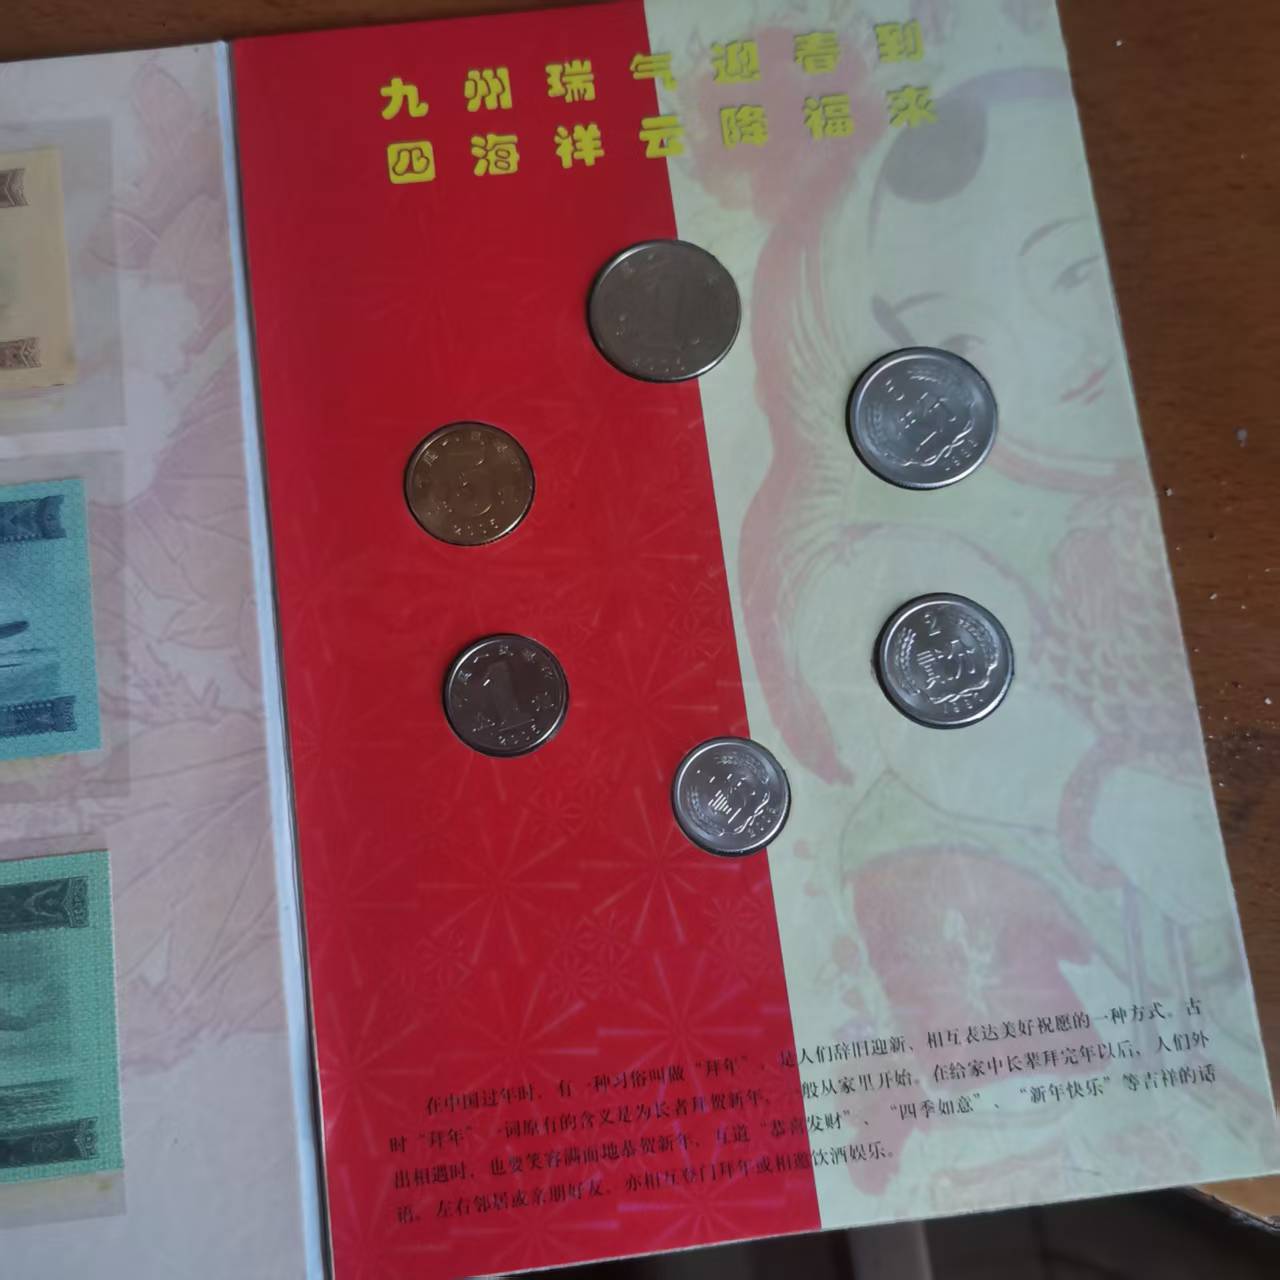 九州瑞气迎春到
四海祥云降福来
在中国过年时，有一种习俗叫做“拜年”，是人们辞旧迎新、相互表达美好祝愿的一种方式。古
时“拜年”一词原有的含义是为长者拜贺新年，一般从家里开始。在给家中长辈拜完年以后，人们外
出相遇时，也要笑容满面地恭贺新年，互道“恭喜发财”、“四季如意”、“新年快乐”等吉祥的话
语。左右邻居或亲朋好友，亦相互登门拜年或相邀饮酒娱乐。
5
2005
1
2005
2